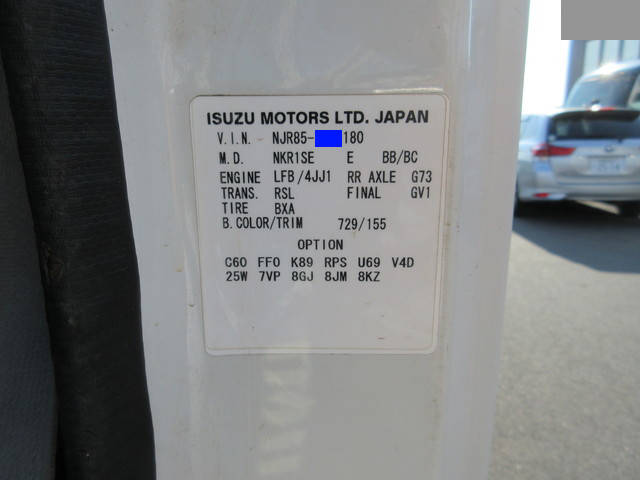 ISUZU MOTORS LTD. JAPAN
V.I.N. NJR85- 180
M.D. NKR1SE E BB/BC
ENGINE LFB/4JJ1 RR AXLE G73
TRANS. RSL FINAL GV1
TIRE BXA
B.COLOR/TRIM 729/155
OPTION
C60 FF0 K89 RPS U69 V4D
25W 7VP 8GJ 8JM 8KZ